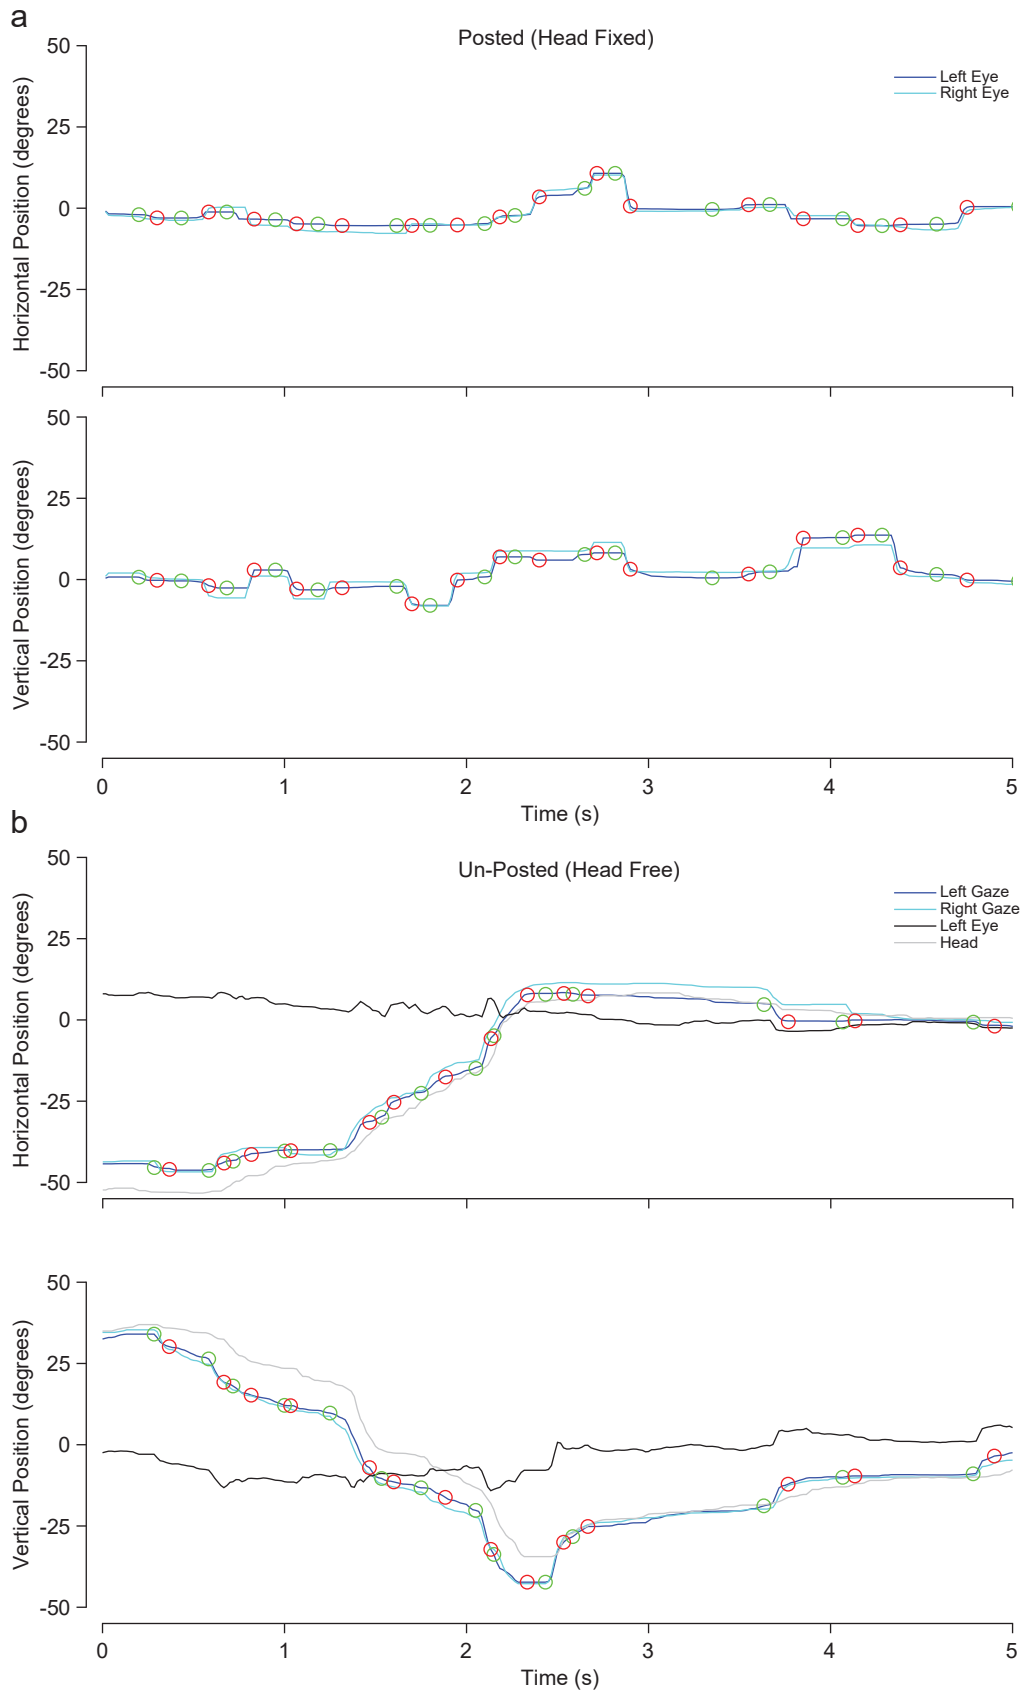 a
Posted (Head Fixed)
Left Eye
Right Eye
Horizontal Position (degrees)
50
25
0
-25
-50
Vertical Position (degrees)
50
25
0
-25
-50
0 1 2 3 4 5
Time (s)
b
Un-Posted (Head Free)
Left Gaze
Right Gaze
Left Eye
Head
Horizontal Position (degrees)
50
25
0
-25
-50
Vertical Position (degrees)
50
25
0
-25
-50
0 1 2 3 4 5
Time (s)